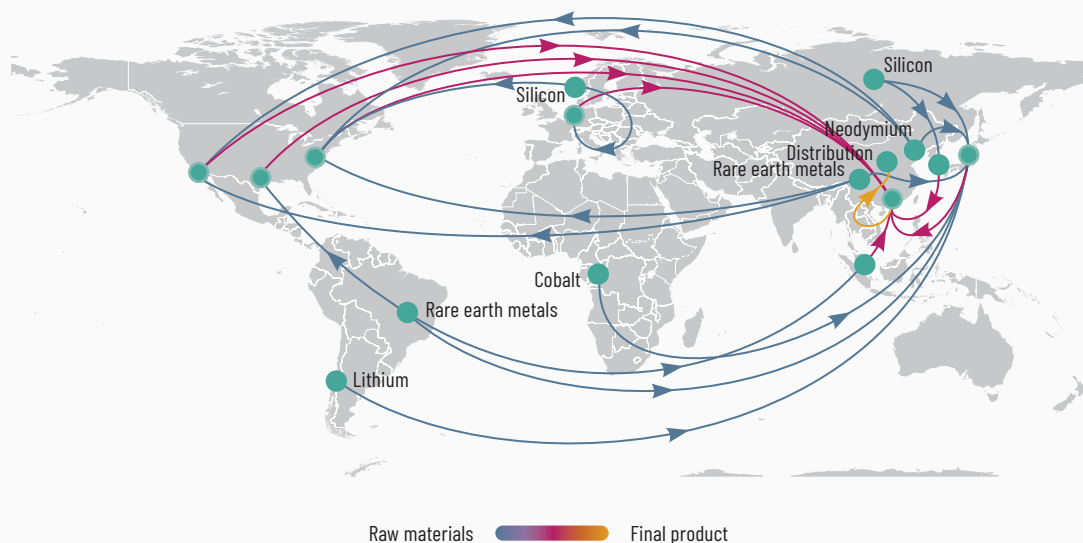 Silicon
Silicon
Neodymium
Distribution
Rare earth metals
Cobalt
Rare earth metals
Lithium
Raw materials
Final product